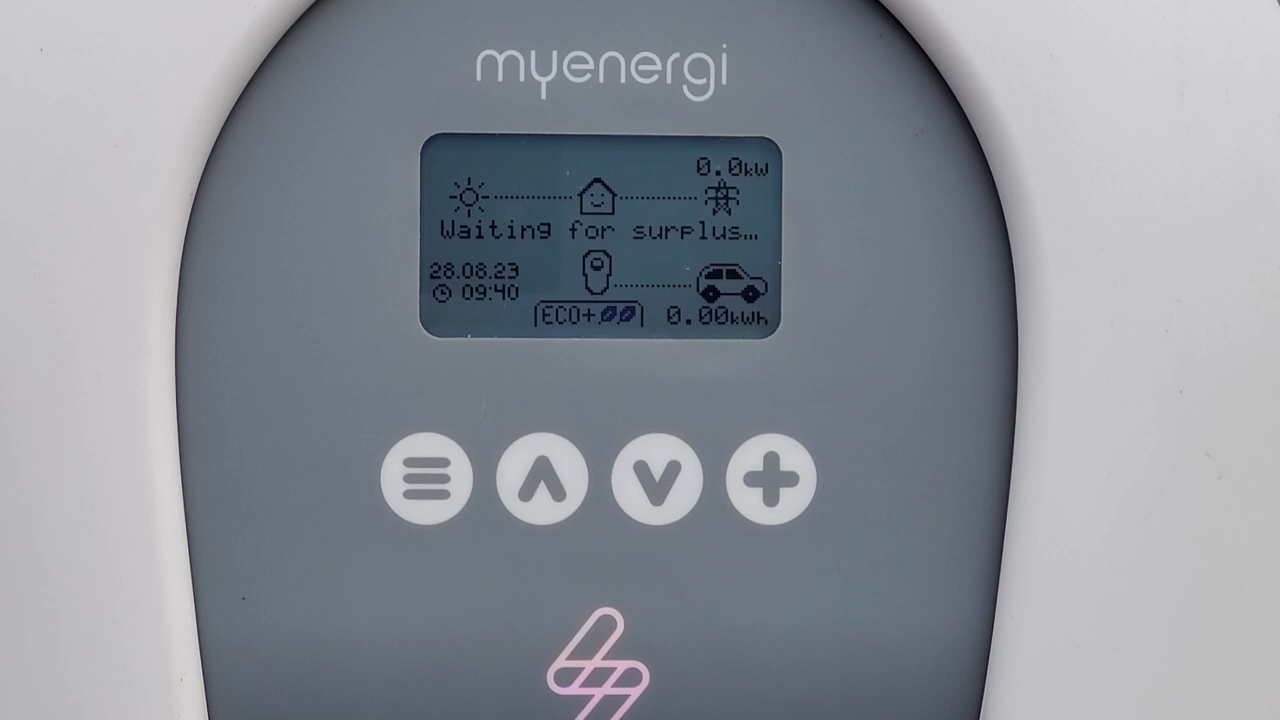 myenergi
0.0kW
Waiting for surplus...
28.08.23
09:40
ECO+
0.00kWh